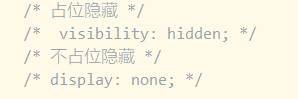 /* 占位隐藏 */
/*  visibility: hidden; */
/* 不占位隐藏 */
/* display: none; */